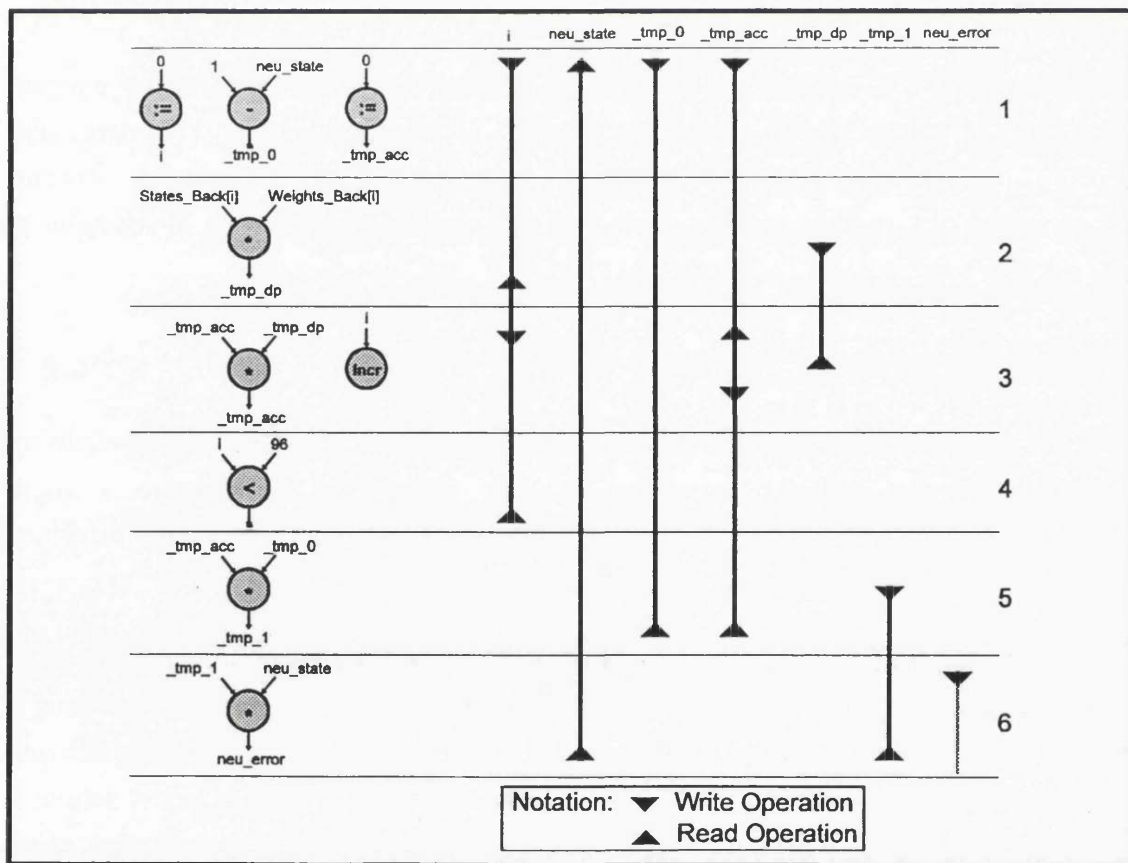 i neu_state _tmp_0 _tmp_acc _tmp_dp _tmp_1 neu_error
0 1 neu_state 0
:= - :=
i _tmp_0 _tmp_acc
1
States_Back[i] Weights_Back[i]
*
_tmp_dp
2
_tmp_acc _tmp_dp i
* Incr
_tmp_acc
3
i 96
<
4
_tmp_acc _tmp_0
*
_tmp_1
5
_tmp_1 neu_state
*
neu_error
6
Notation: Write Operation
Read Operation